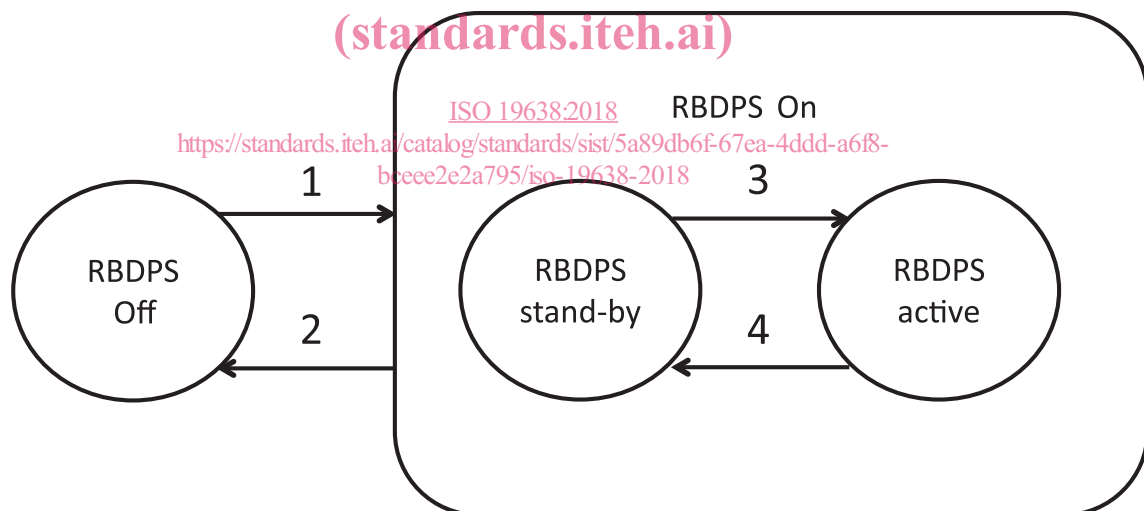 (standards.iteh.ai)
ISO 19638:2018
RBDPS On
https://standards.iteh.ai/catalog/standards/sist/5a89db6f-67ea-4ddd-a6f8-
bceee2e2a795/iso-19638-2018
1
3
RBDPS
Off
RBDPS
stand-by
RBDPS
active
2
4